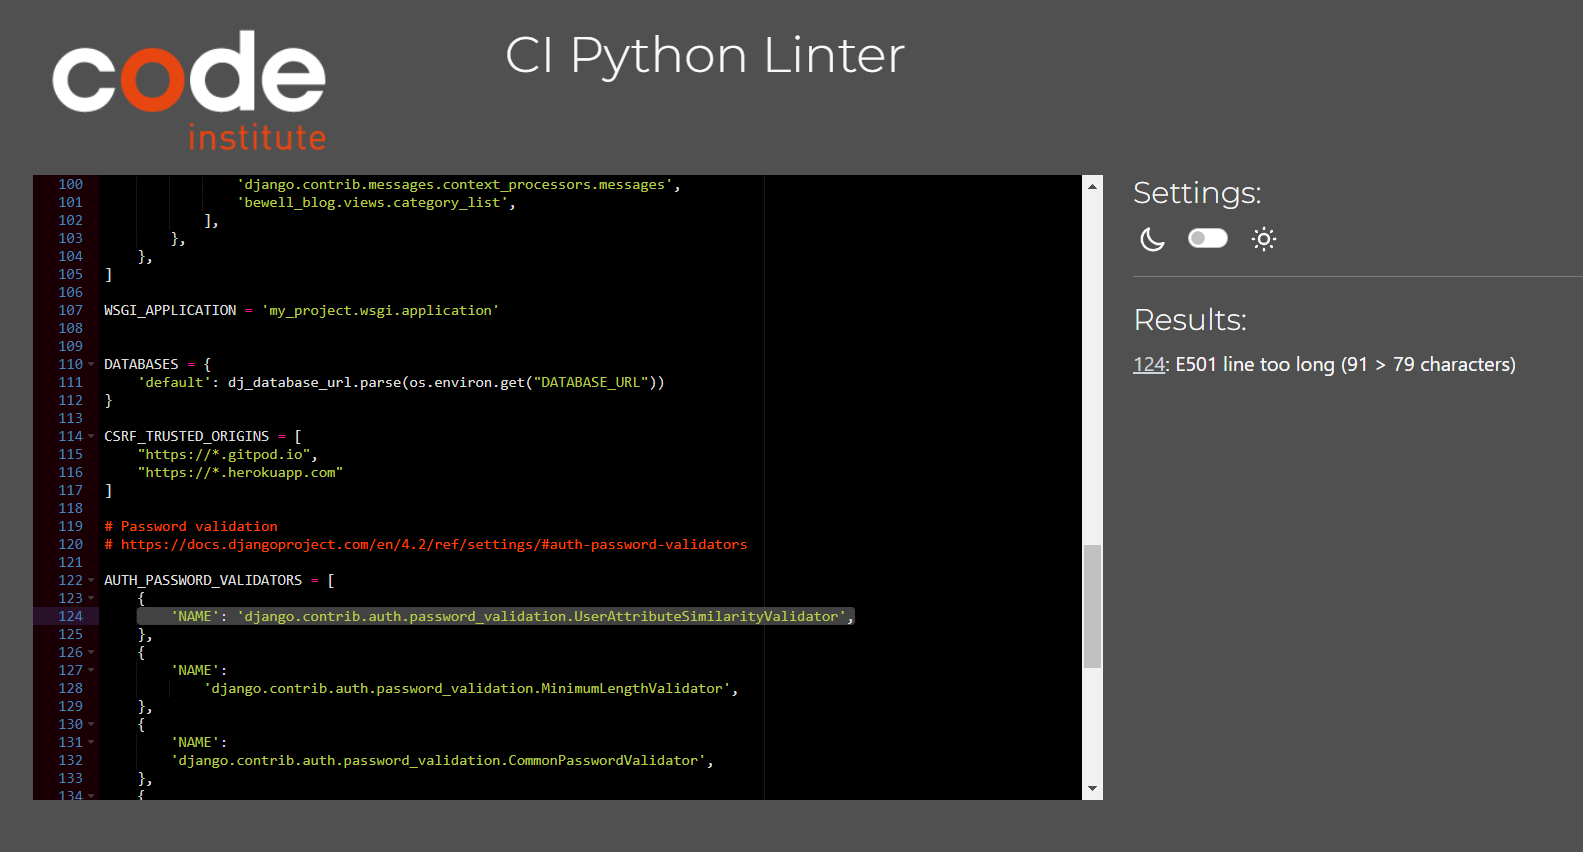 code
institute
CI Python Linter
100 'django.contrib.messages.context_processors.messages',
101 'bewell_blog.views.category_list',
102 ],
103 },
104 },
105 ]
106
107 WSGI_APPLICATION = 'my_project.wsgi.application'
108
109
110 DATABASES = {
111 'default': dj_database_url.parse(os.environ.get("DATABASE_URL"))
112 }
113
114 CSRF_TRUSTED_ORIGINS = [
115 "https://*.gitpod.io",
116 "https://*.herokuapp.com"
117 ]
118
119 # Password validation
120 # https://docs.djangoproject.com/en/4.2/ref/settings/#auth-password-validators
121
122 AUTH_PASSWORD_VALIDATORS = [
123 {
124 'NAME': 'django.contrib.auth.password_validation.UserAttributeSimilarityValidator',
125 },
126 {
127 'NAME':
128 'django.contrib.auth.password_validation.MinimumLengthValidator',
129 },
130 {
131 'NAME':
132 'django.contrib.auth.password_validation.CommonPasswordValidator',
133 },
134 {
Settings:
Results:
124: E501 line too long (91 > 79 characters)